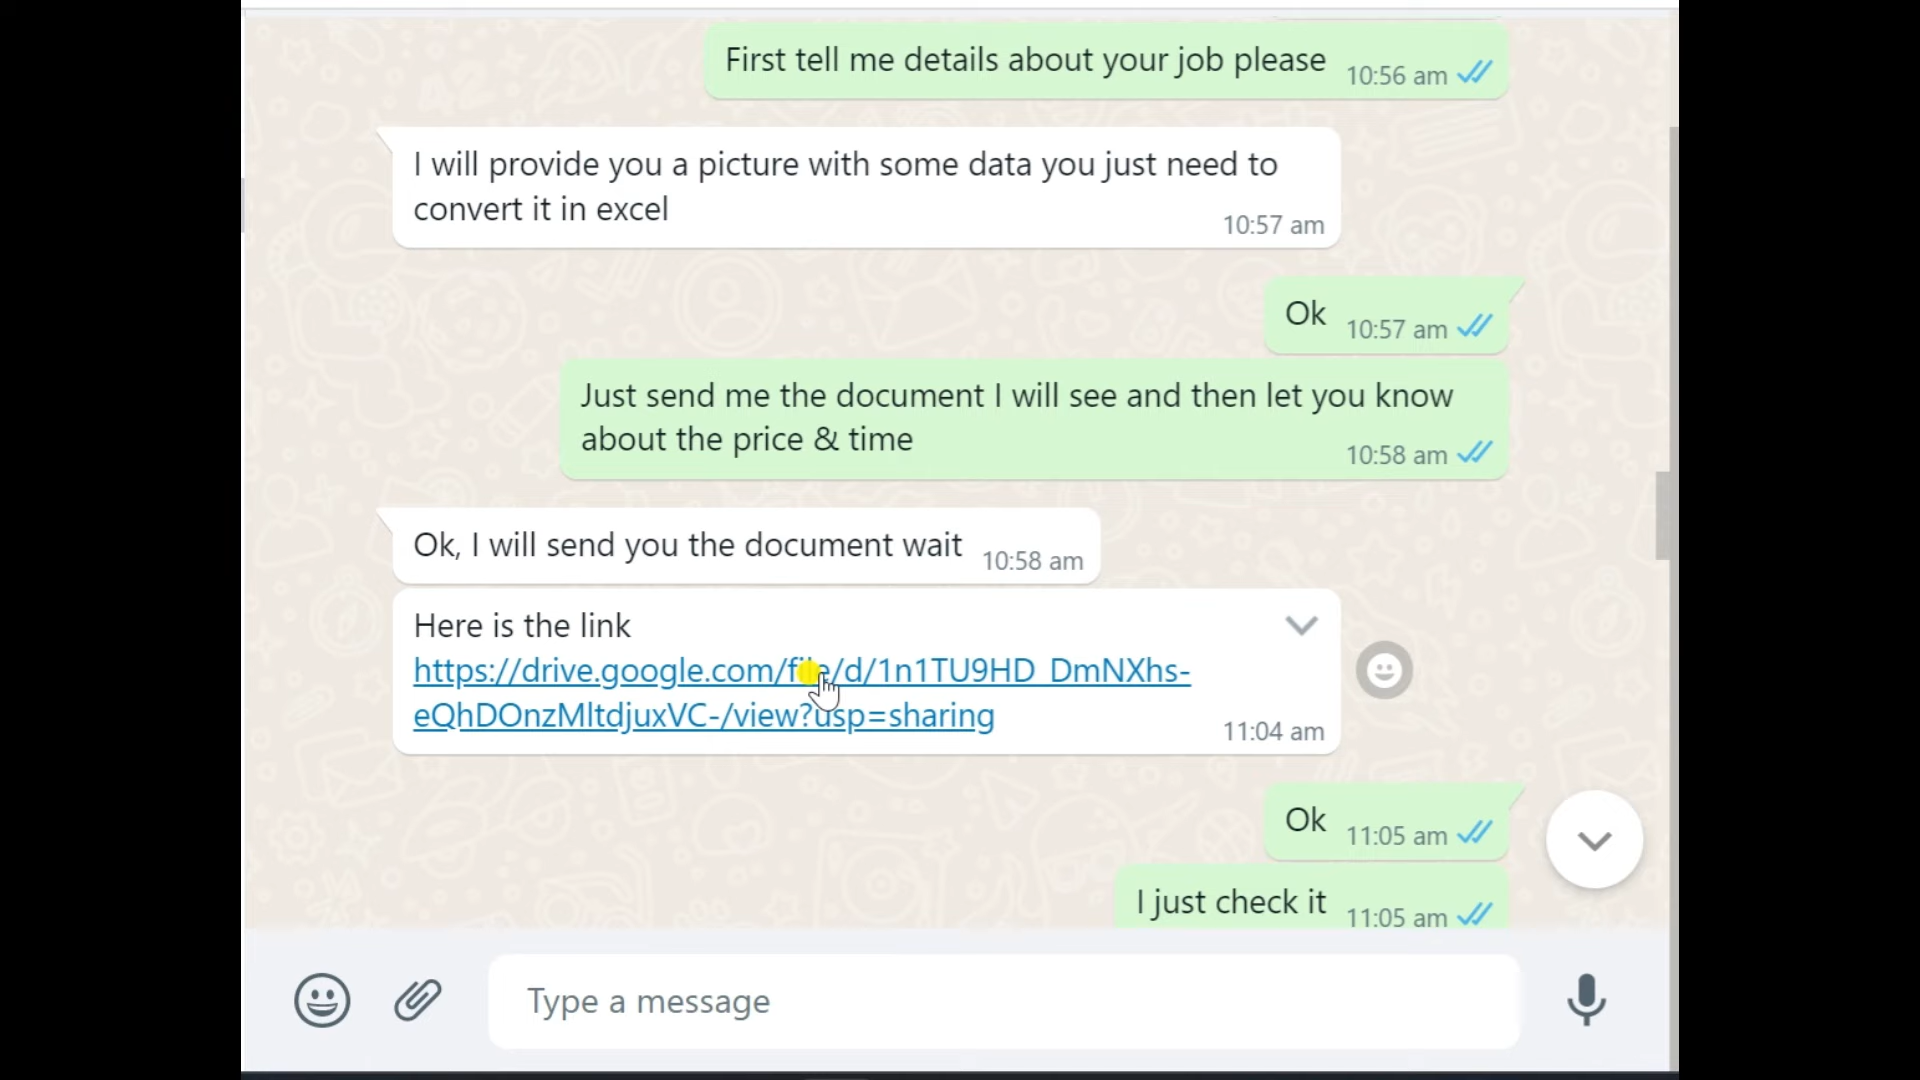 First tell me details about your job please 10:56 am
I will provide you a picture with some data you just need to
convert it in excel
10:57 am
Ok 10:57 am
Just send me the document I will see and then let you know
about the price & time
10:58 am
Ok, I will send you the document wait 10:58 am
Here is the link
https://drive.google.com/file/d/1n1TU9HD_DmNXhs-
eQhDOnzMltdjuxVC-/view?usp=sharing
11:04 am
Ok 11:05 am
I just check it 11:05 am
Type a message